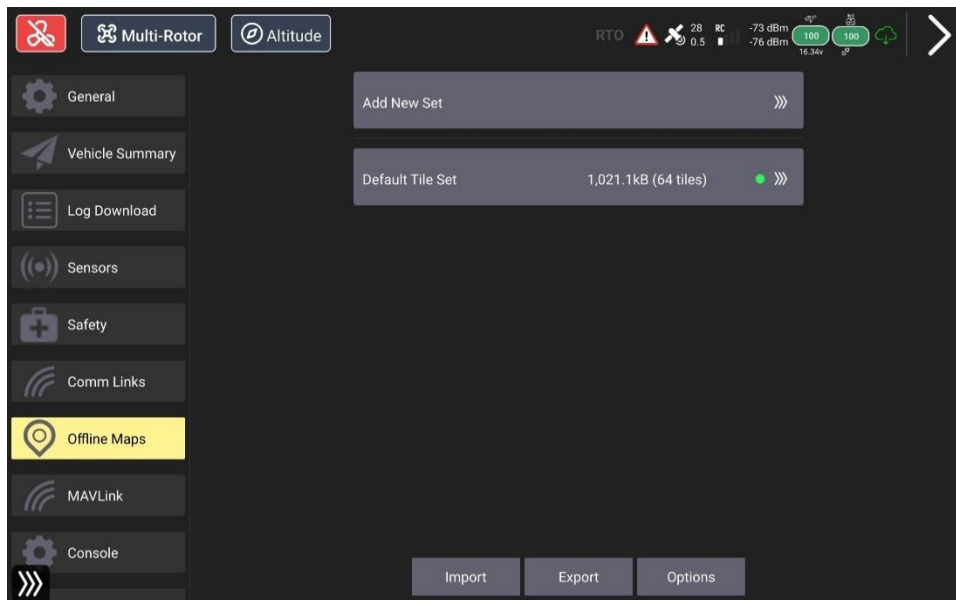 Multi-Rotor
Altitude
RTO
28
0.5
RC
-73 dBm
-76 dBm
100
16.34v
100
General
Vehicle Summary
Log Download
Sensors
Safety
Comm Links
Offline Maps
MAVLink
Console
Add New Set
Default Tile Set 1,021.1kB (64 tiles)
Import Export Options